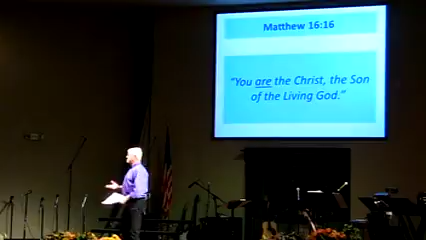 Matthew 16:16
“You are the Christ, the Son
of the Living God.”